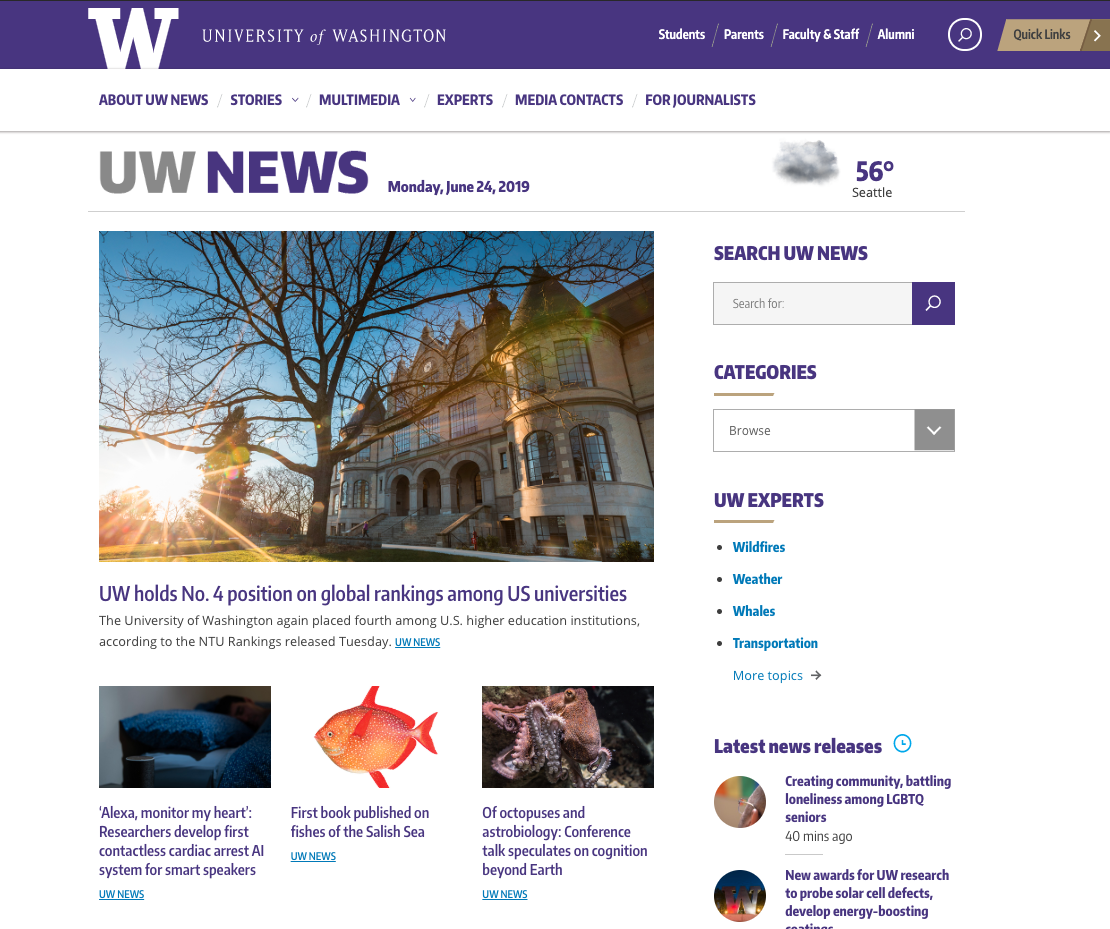 W UNIVERSITY of WASHINGTON
Students Parents Faculty & Staff Alumni Quick Links
ABOUT UW NEWS STORIES MULTIMEDIA EXPERTS MEDIA CONTACTS FOR JOURNALISTS
UW NEWS Monday, June 24, 2019
56°
Seattle
UW holds No. 4 position on global rankings among US universities
The University of Washington again placed fourth among U.S. higher education institutions,
according to the NTU Rankings released Tuesday. UW NEWS
‘Alexa, monitor my heart’:
Researchers develop first
contactless cardiac arrest AI
system for smart speakers
UW NEWS
First book published on
fishes of the Salish Sea
UW NEWS
Of octopuses and
astrobiology: Conference
talk speculates on cognition
beyond Earth
UW NEWS
SEARCH UW NEWS
Search for:
CATEGORIES
Browse
UW EXPERTS
Wildfires
Weather
Whales
Transportation
More topics
Latest news releases
Creating community, battling
loneliness among LGBTQ
seniors
40 mins ago
W
New awards for UW research
to probe solar cell defects,
develop energy-boosting
coatings